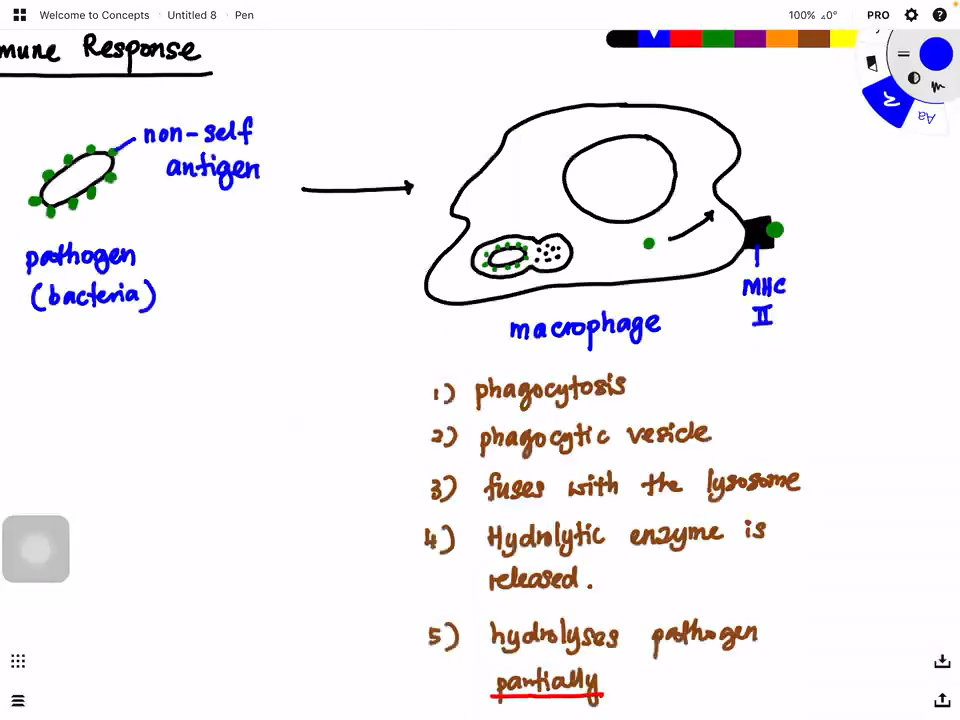 Welcome to Concepts
Untitled 8
Pen
100%
0°
PRO
mune Response
Aa
non-self
antigen
pathogen
(bacteria)
MHC
II
macrophage
1) phagocytosis
2) phagocytic vesicle
3) fuses with the lysosome
4) Hydrolytic enzyme is
released.
5) hydrolyses pathogen
partially